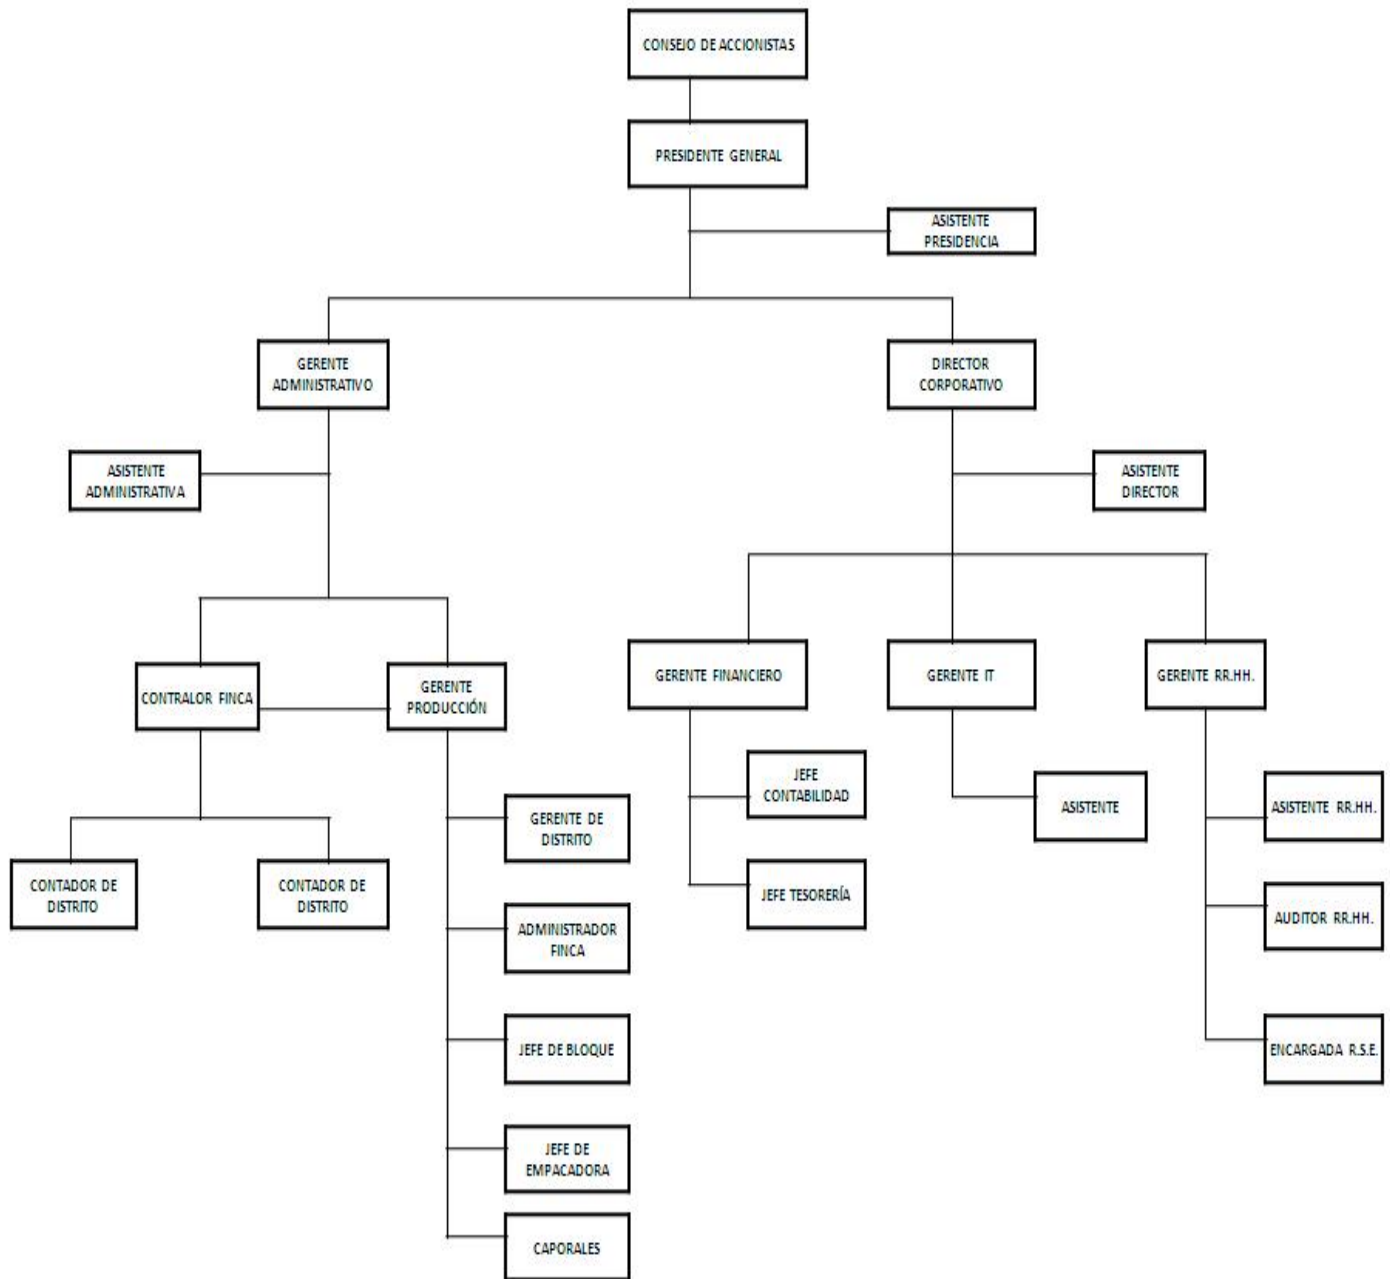 CONSEJO DE ACCIONISTAS
PRESIDENTE GENERAL
ASISTENTE
PRESIDENCIA
GERENTE
ADMINISTRATIVO
DIRECTOR
CORPORATIVO
ASISTENTE
ADMINISTRATIVA
ASISTENTE
DIRECTOR
CONTRALOR FINCA
GERENTE
PRODUCCIÓN
GERENTE FINANCIERO
GERENTE IT
GERENTE RR.HH.
JEFE
CONTABILIDAD
ASISTENTE
ASISTENTE RR.HH.
GERENTE DE
DISTRITO
CONTADOR DE
DISTRITO
CONTADOR DE
DISTRITO
JEFE TESORERÍA
AUDITOR RR.HH.
ADMINISTRADOR
FINCA
JEFE DE BLOQUE
ENCARGADA R.S.E.
JEFE DE
EMPACADORA
CAPORALES